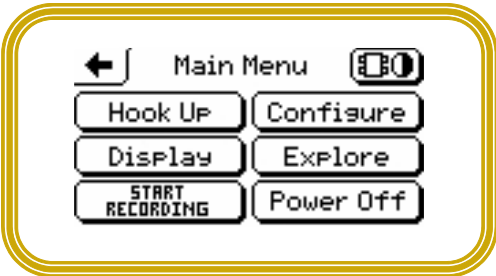 Main Menu
Hook Up Configure
Display Explore
START RECORDING Power Off